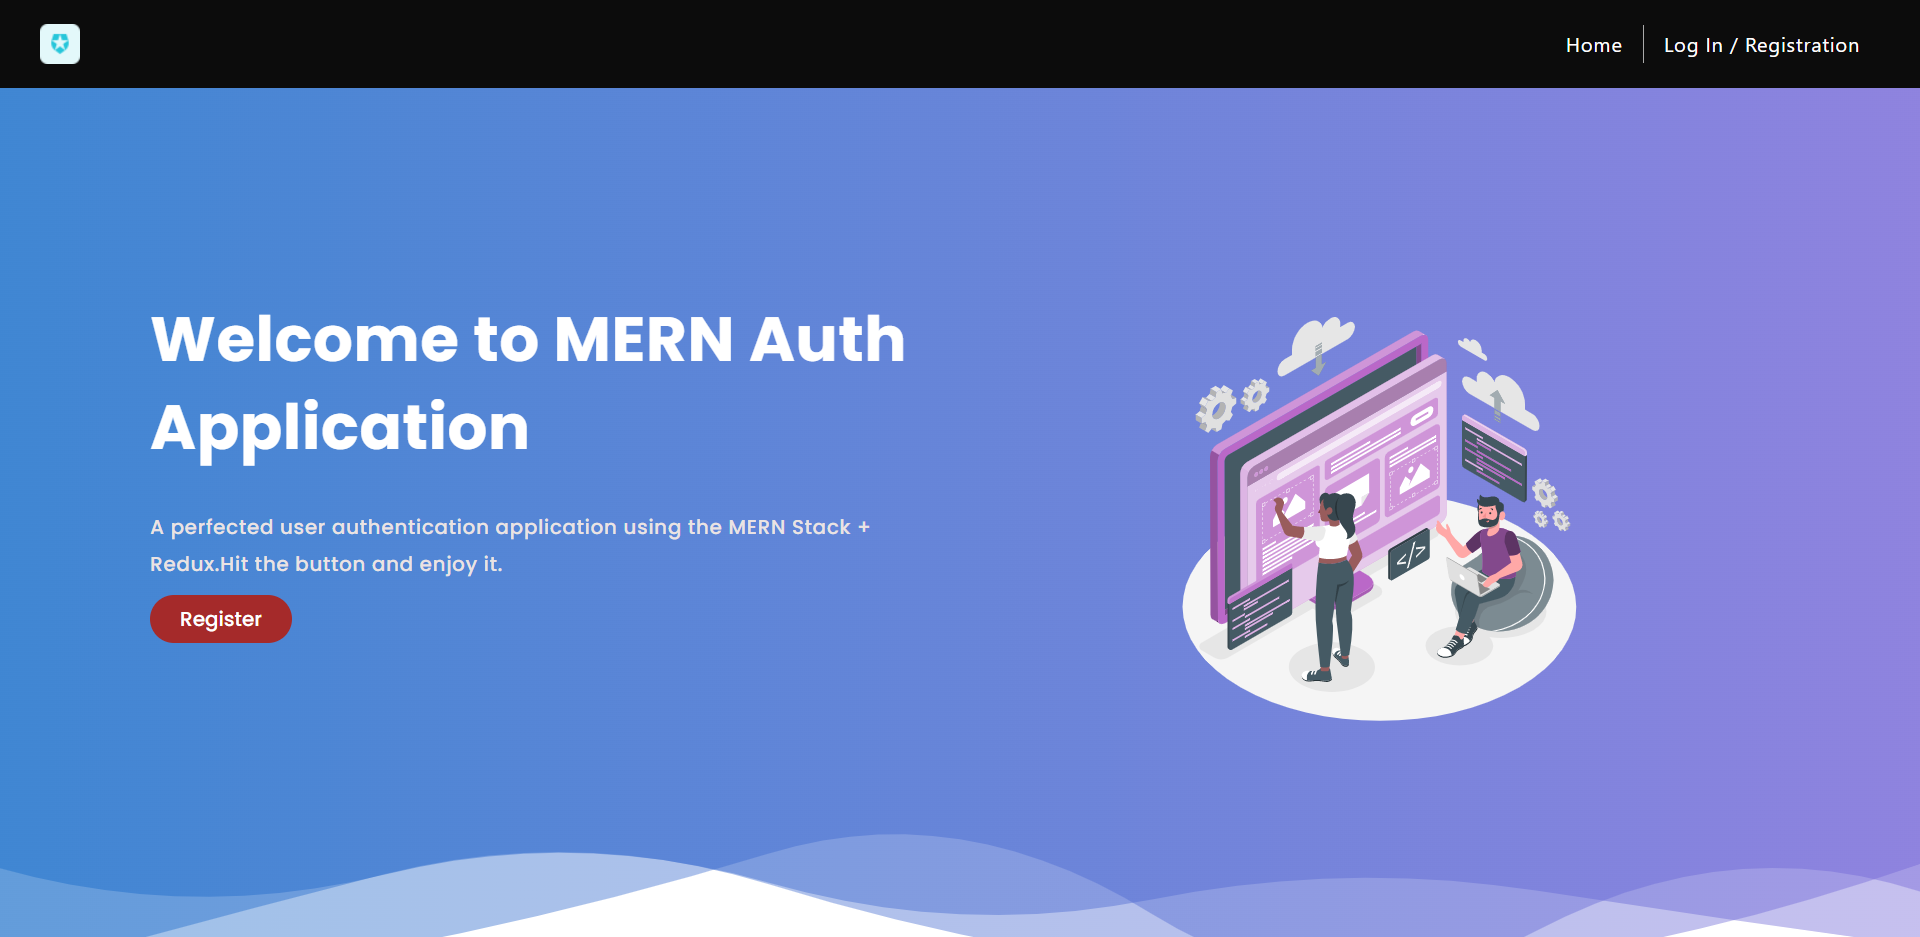 Home
Log In / Registration
Welcome to MERN Auth
Application
A perfected user authentication application using the MERN Stack +
Redux.Hit the button and enjoy it.
Register
</>